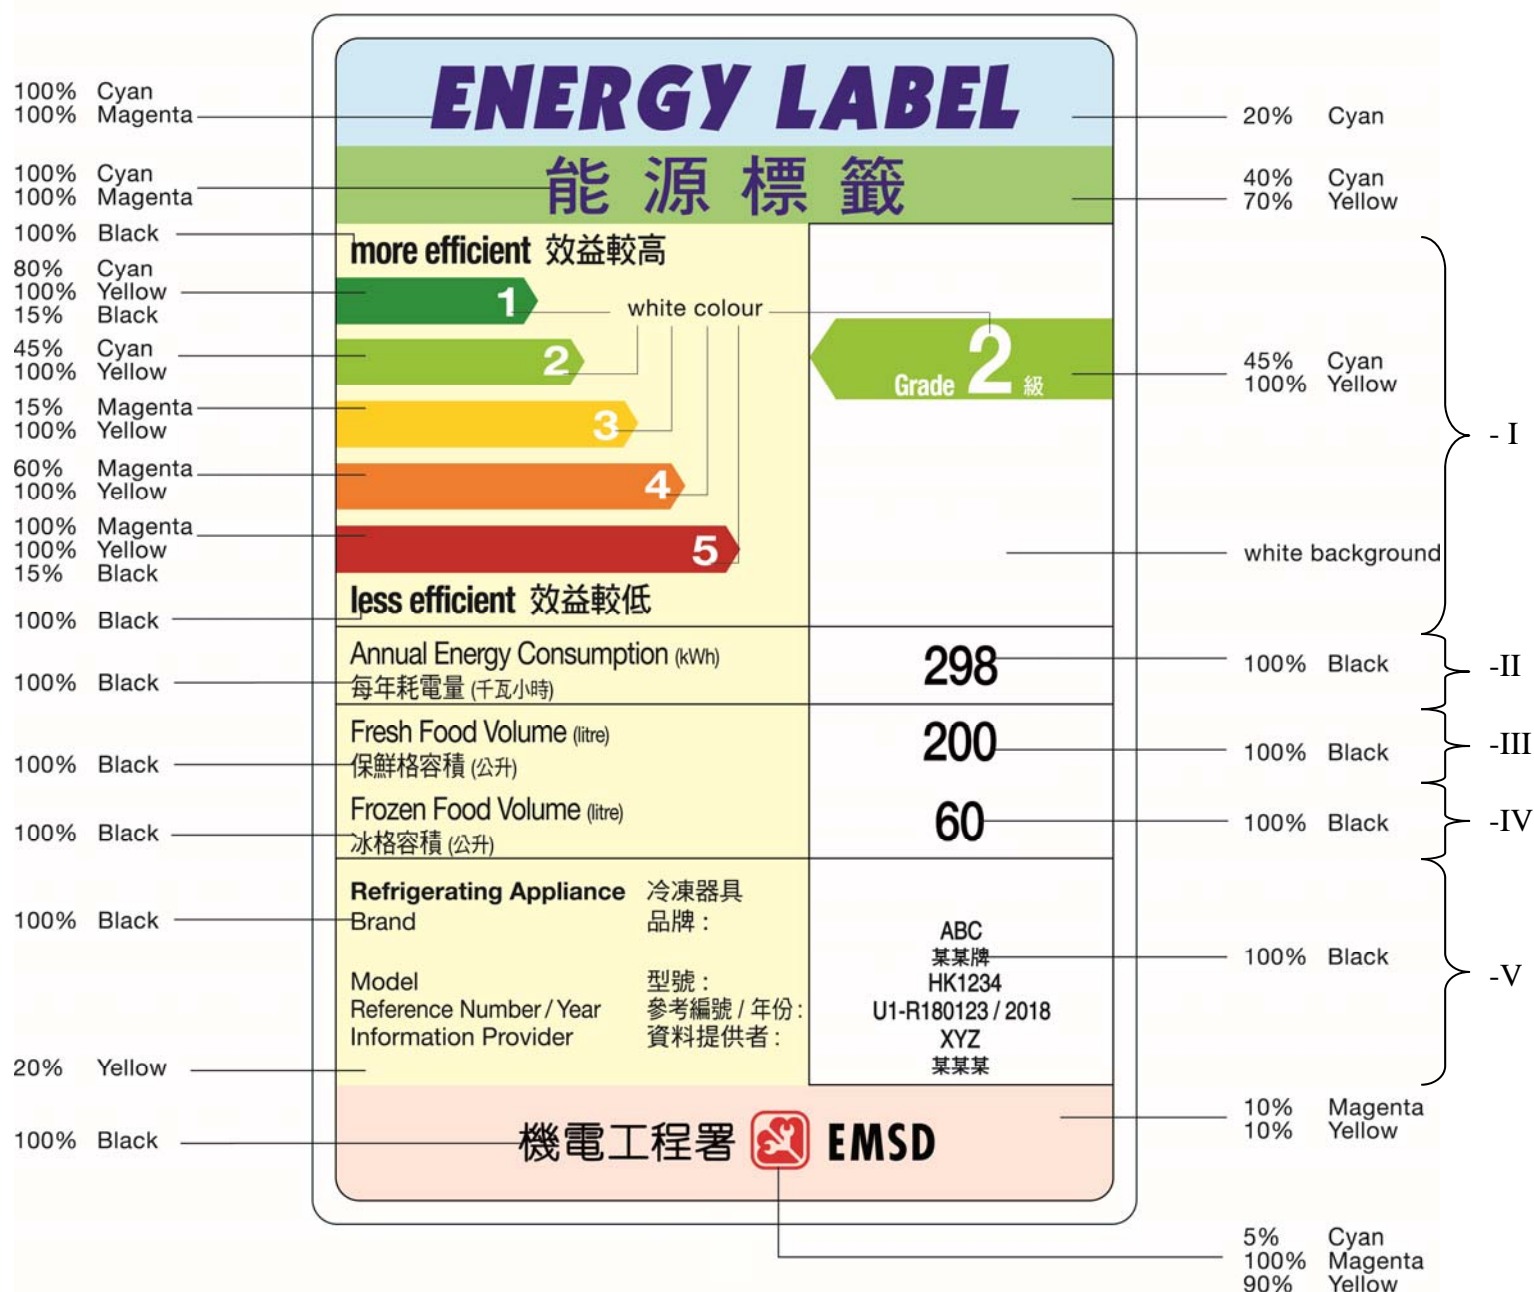 ENERGY LABEL
能源標籤
more efficient 效益較高
1
2
3
4
5
white colour
Grade 2 級
less efficient 效益較低
white background
Annual Energy Consumption (kWh)
每年耗電量 (千瓦小時)
298
Fresh Food Volume (litre)
保鮮格容積 (公升)
200
Frozen Food Volume (litre)
冰格容積 (公升)
60
Refrigerating Appliance 冷凍器具
Brand 品牌 :
ABC
某某牌
Model 型號 :
HK1234
Reference Number / Year 參考編號 / 年份 :
U1-R180123 / 2018
Information Provider 資料提供者 :
XYZ
某某某
機電工程署 EMSD
100% Cyan
100% Magenta
100% Cyan
100% Magenta
100% Black
80% Cyan
100% Yellow
15% Black
45% Cyan
100% Yellow
15% Magenta
100% Yellow
60% Magenta
100% Yellow
100% Magenta
100% Yellow
15% Black
100% Black
100% Black
100% Black
100% Black
100% Black
20% Yellow
100% Black
20% Cyan
40% Cyan
70% Yellow
45% Cyan
100% Yellow
100% Black
100% Black
100% Black
100% Black
10% Magenta
10% Yellow
5% Cyan
100% Magenta
90% Yellow
- I
-II
-III
-IV
-V